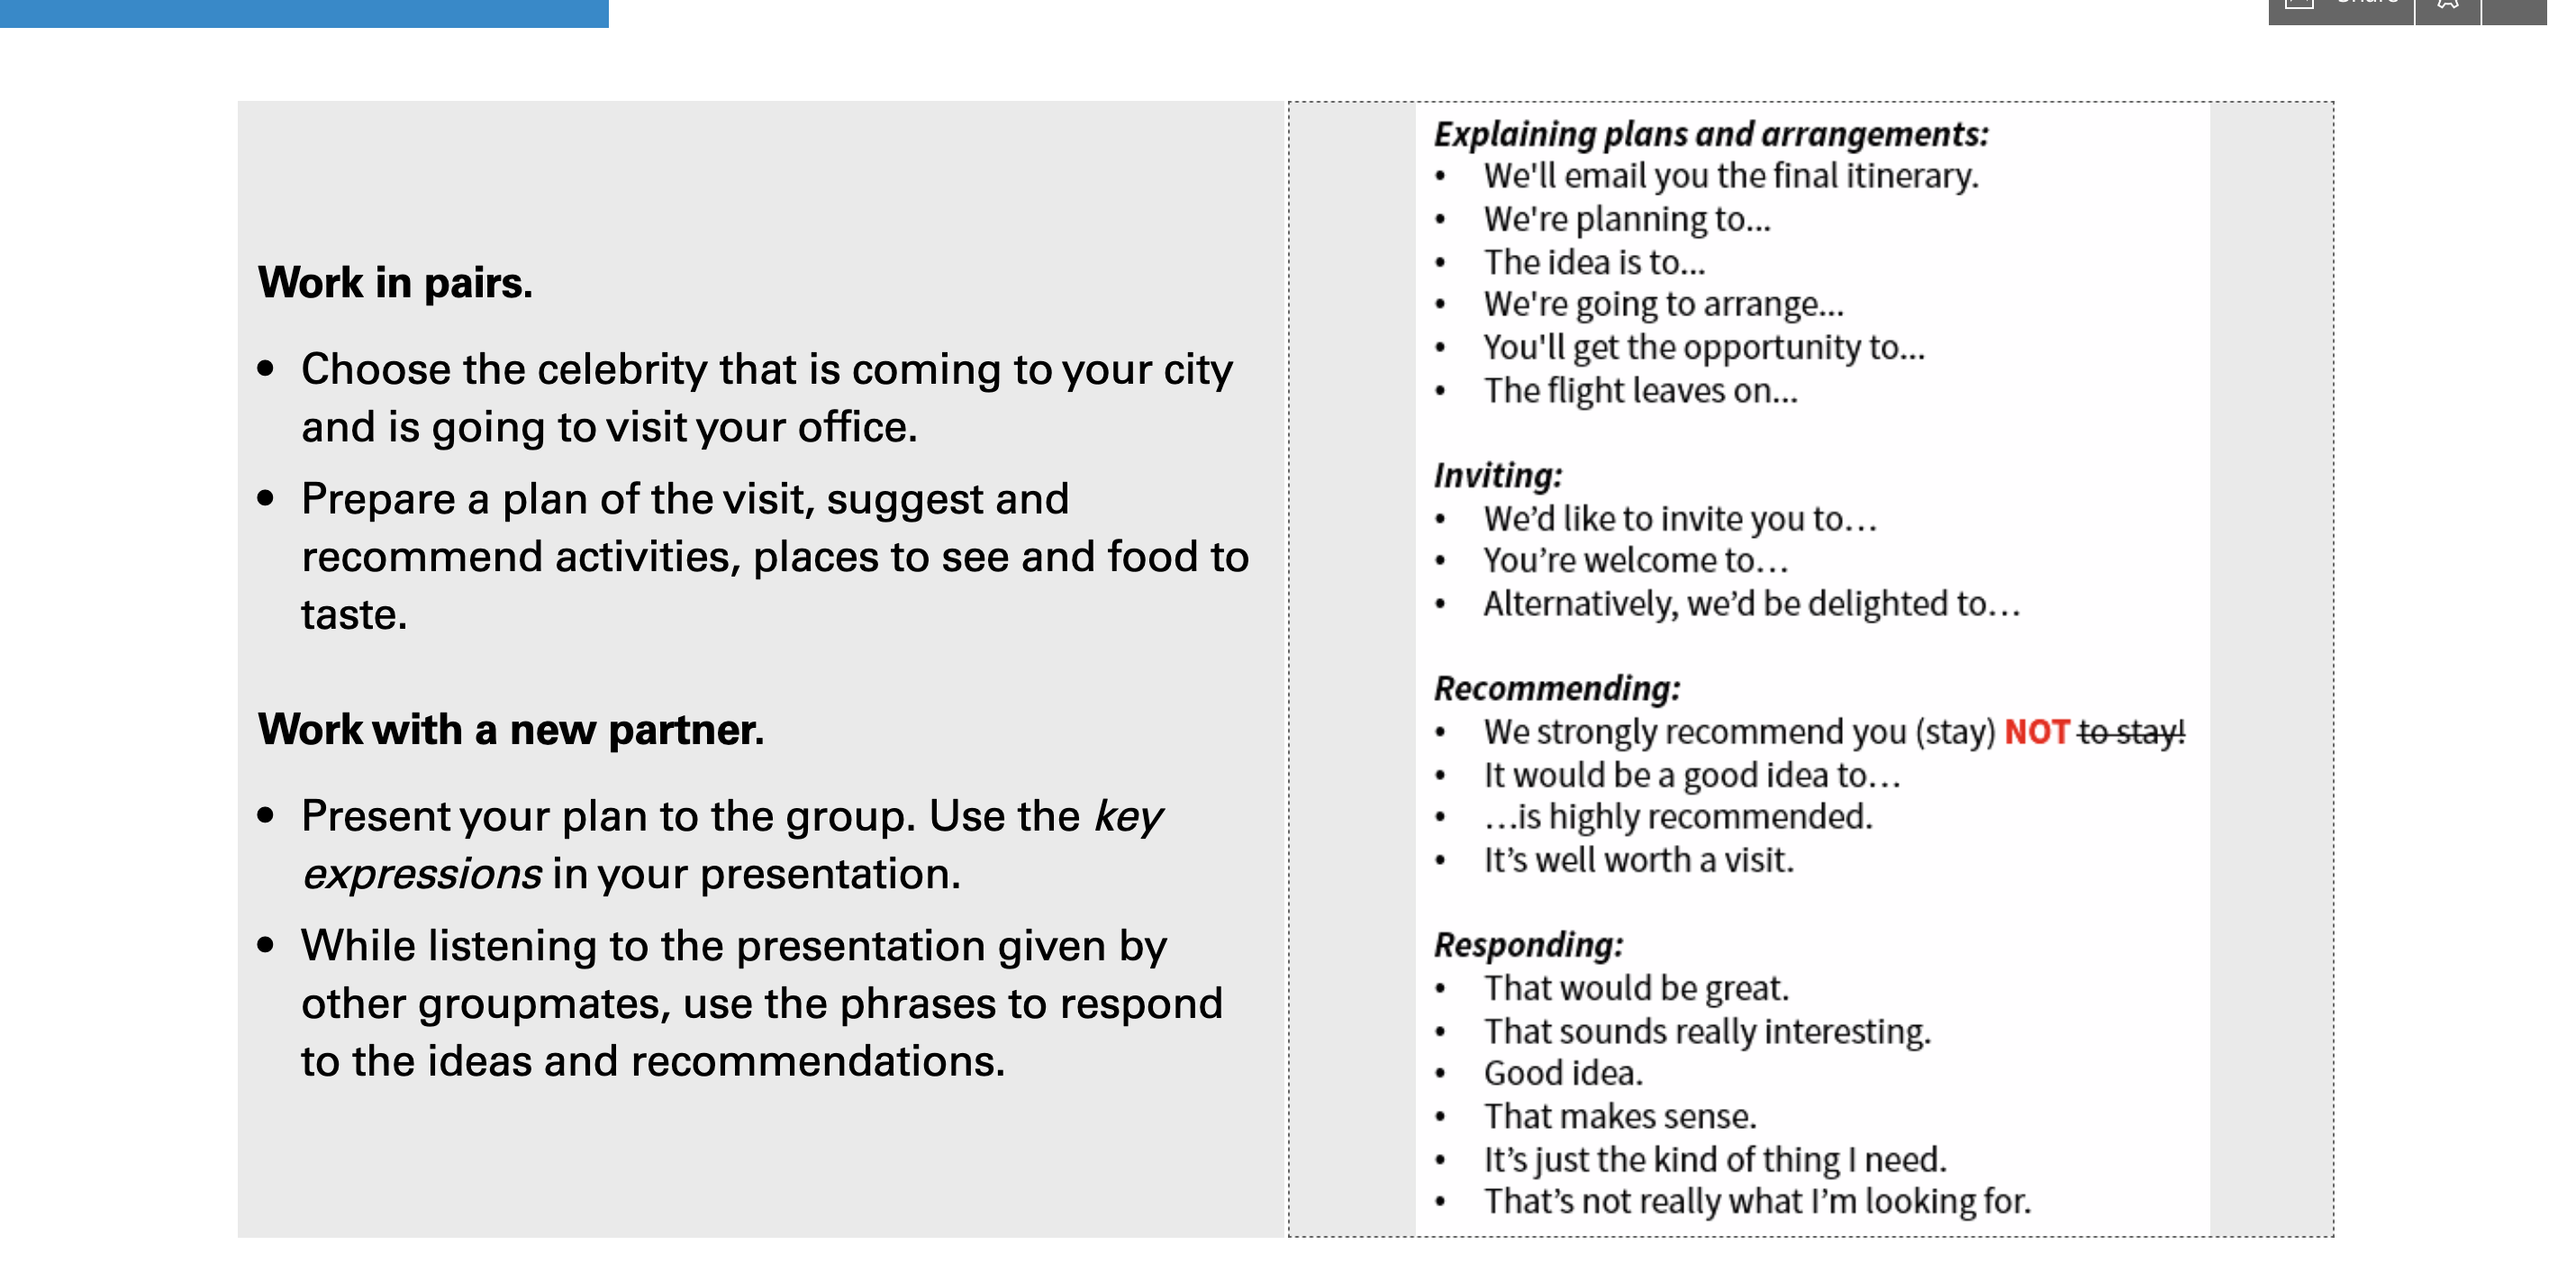 Share
Work in pairs.
• Choose the celebrity that is coming to your city
and is going to visit your office.
• Prepare a plan of the visit, suggest and
recommend activities, places to see and food to
taste.
Work with a new partner.
• Present your plan to the group. Use the key
expressions in your presentation.
• While listening to the presentation given by
other groupmates, use the phrases to respond
to the ideas and recommendations.
Explaining plans and arrangements:
• We'll email you the final itinerary.
• We're planning to...
• The idea is to...
• We're going to arrange...
• You'll get the opportunity to...
• The flight leaves on...
Inviting:
• We’d like to invite you to…
• You’re welcome to…
• Alternatively, we’d be delighted to…
Recommending:
• We strongly recommend you (stay) NOT to stay!
• It would be a good idea to…
• …is highly recommended.
• It’s well worth a visit.
Responding:
• That would be great.
• That sounds really interesting.
• Good idea.
• That makes sense.
• It’s just the kind of thing I need.
• That’s not really what I’m looking for.